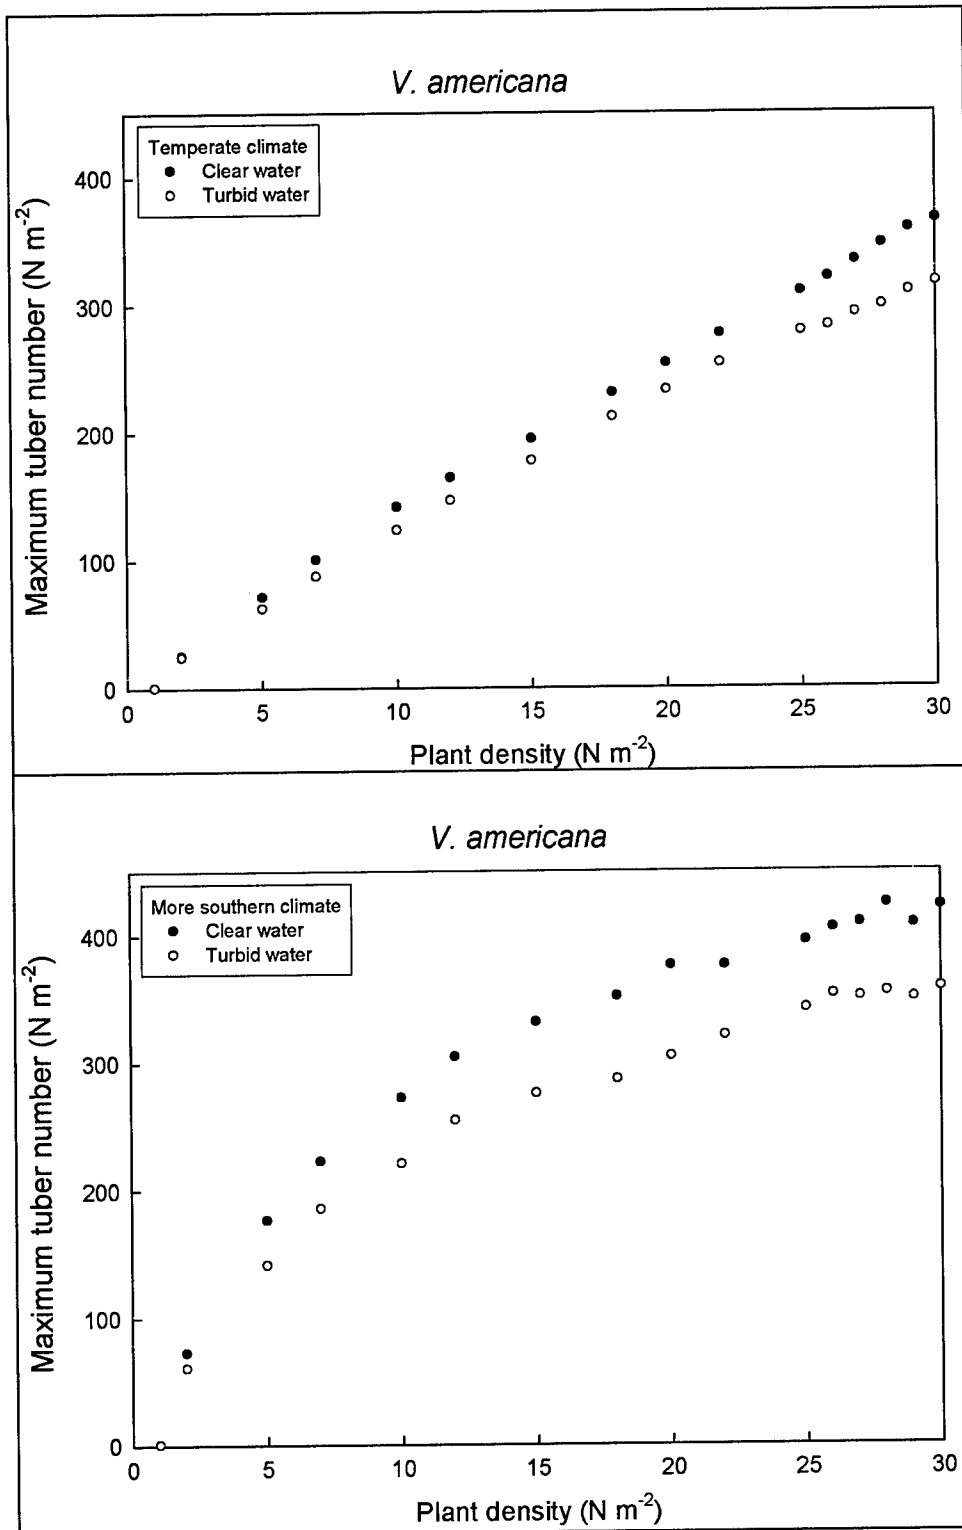 V. americana
Temperate climate
Clear water
Turbid water
Maximum tuber number (N m-2)
400
300
200
100
0
0 5 10 15 20 25 30
Plant density (N m-2)
V. americana
More southern climate
Clear water
Turbid water
Maximum tuber number (N m-2)
400
300
200
100
0
0 5 10 15 20 25 30
Plant density (N m-2)